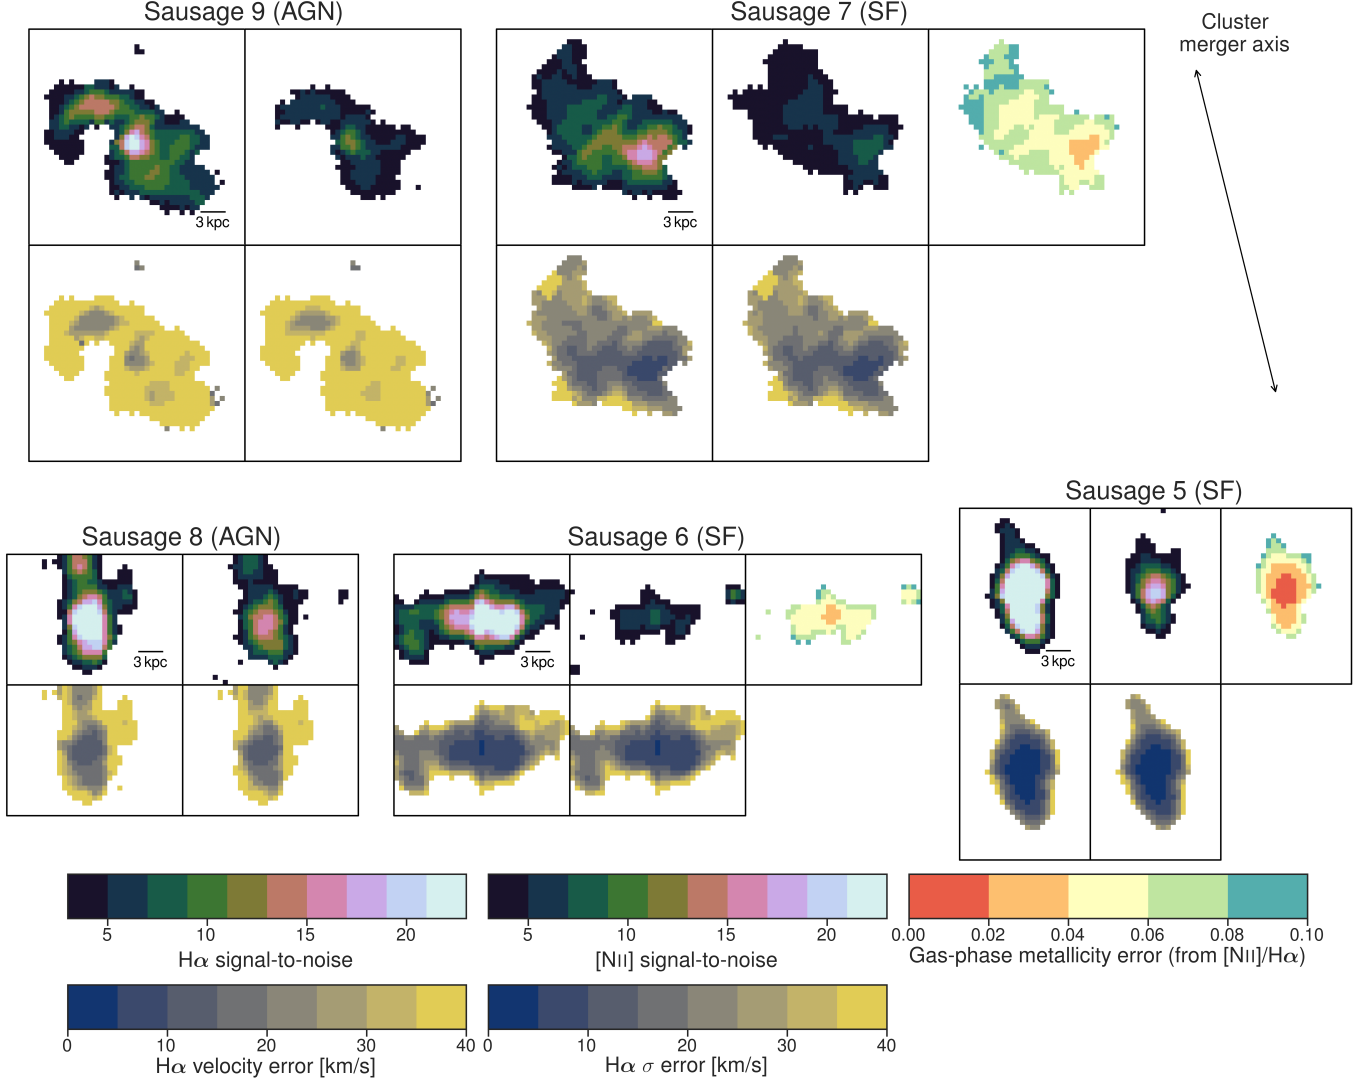 Sausage 9 (AGN)
Sausage 7 (SF)
Cluster
merger axis
3 kpc
3 kpc
Sausage 5 (SF)
Sausage 8 (AGN)
Sausage 6 (SF)
3 kpc
3 kpc
3 kpc
5 10 15 20
Hα signal-to-noise
5 10 15 20
[NII] signal-to-noise
0.00 0.02 0.04 0.06 0.08 0.10
Gas-phase metallicity error (from [NII]/Hα)
0 10 20 30 40
Hα velocity error [km/s]
0 10 20 30 40
Hα σ error [km/s]